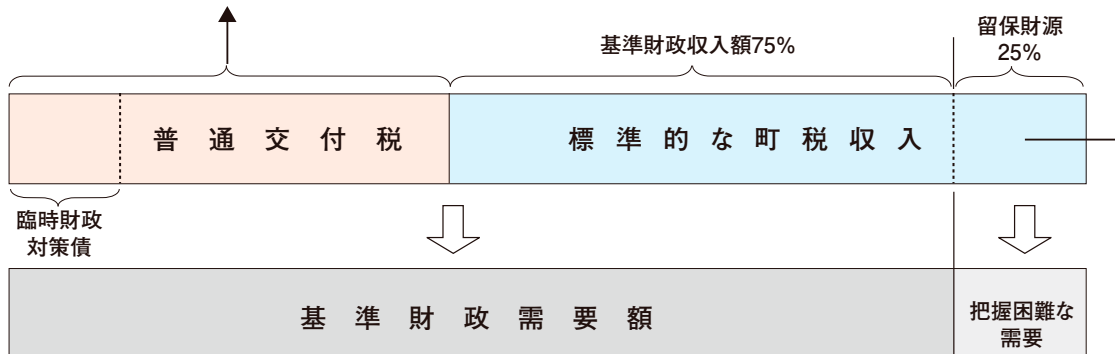 基準財政収入額75%
留保財源
25%
普通交付税
標準的な町税収入
臨時財政
対策債
基準財政需要額
把握困難な
需要